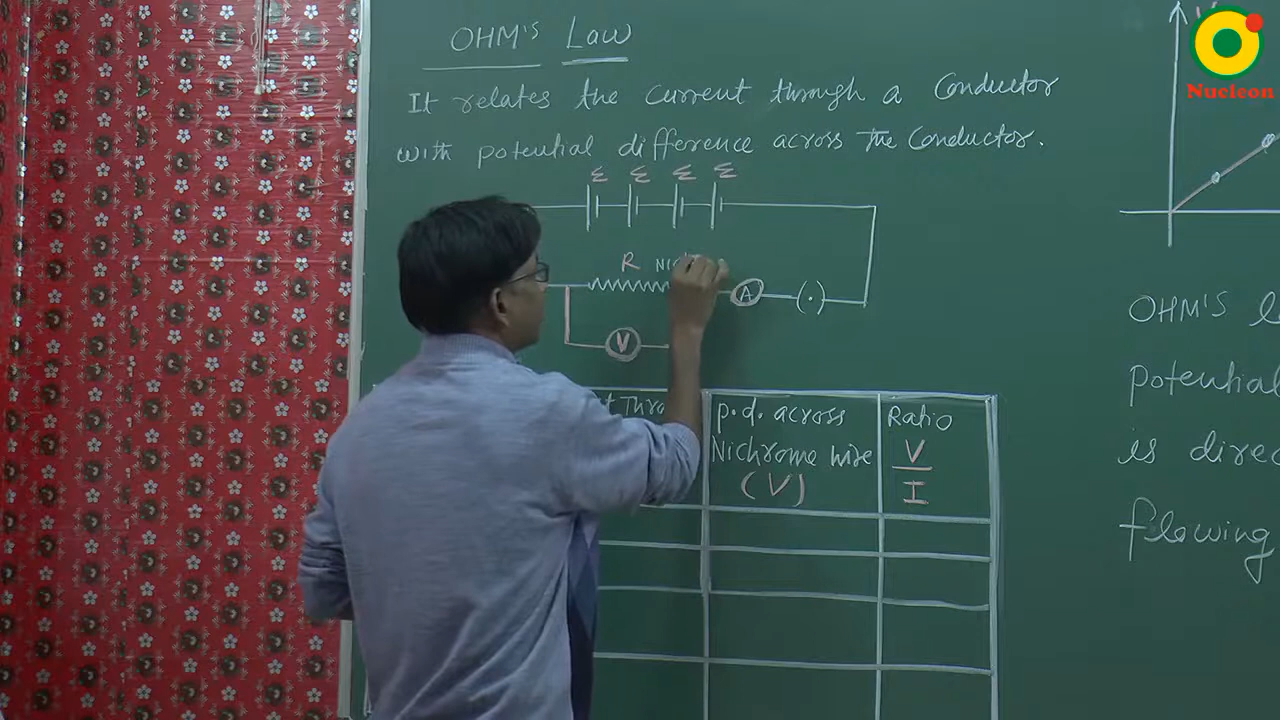 OHM'S Law
It relates the current through a Conductor
with potential difference across the Conductor.
Ɛ Ɛ Ɛ Ɛ
R
A
(.)
V
p.d. across
Nichrome wire
(V)
Ratio
V
I
Nucleon
OHM'S
potential
is
flowing